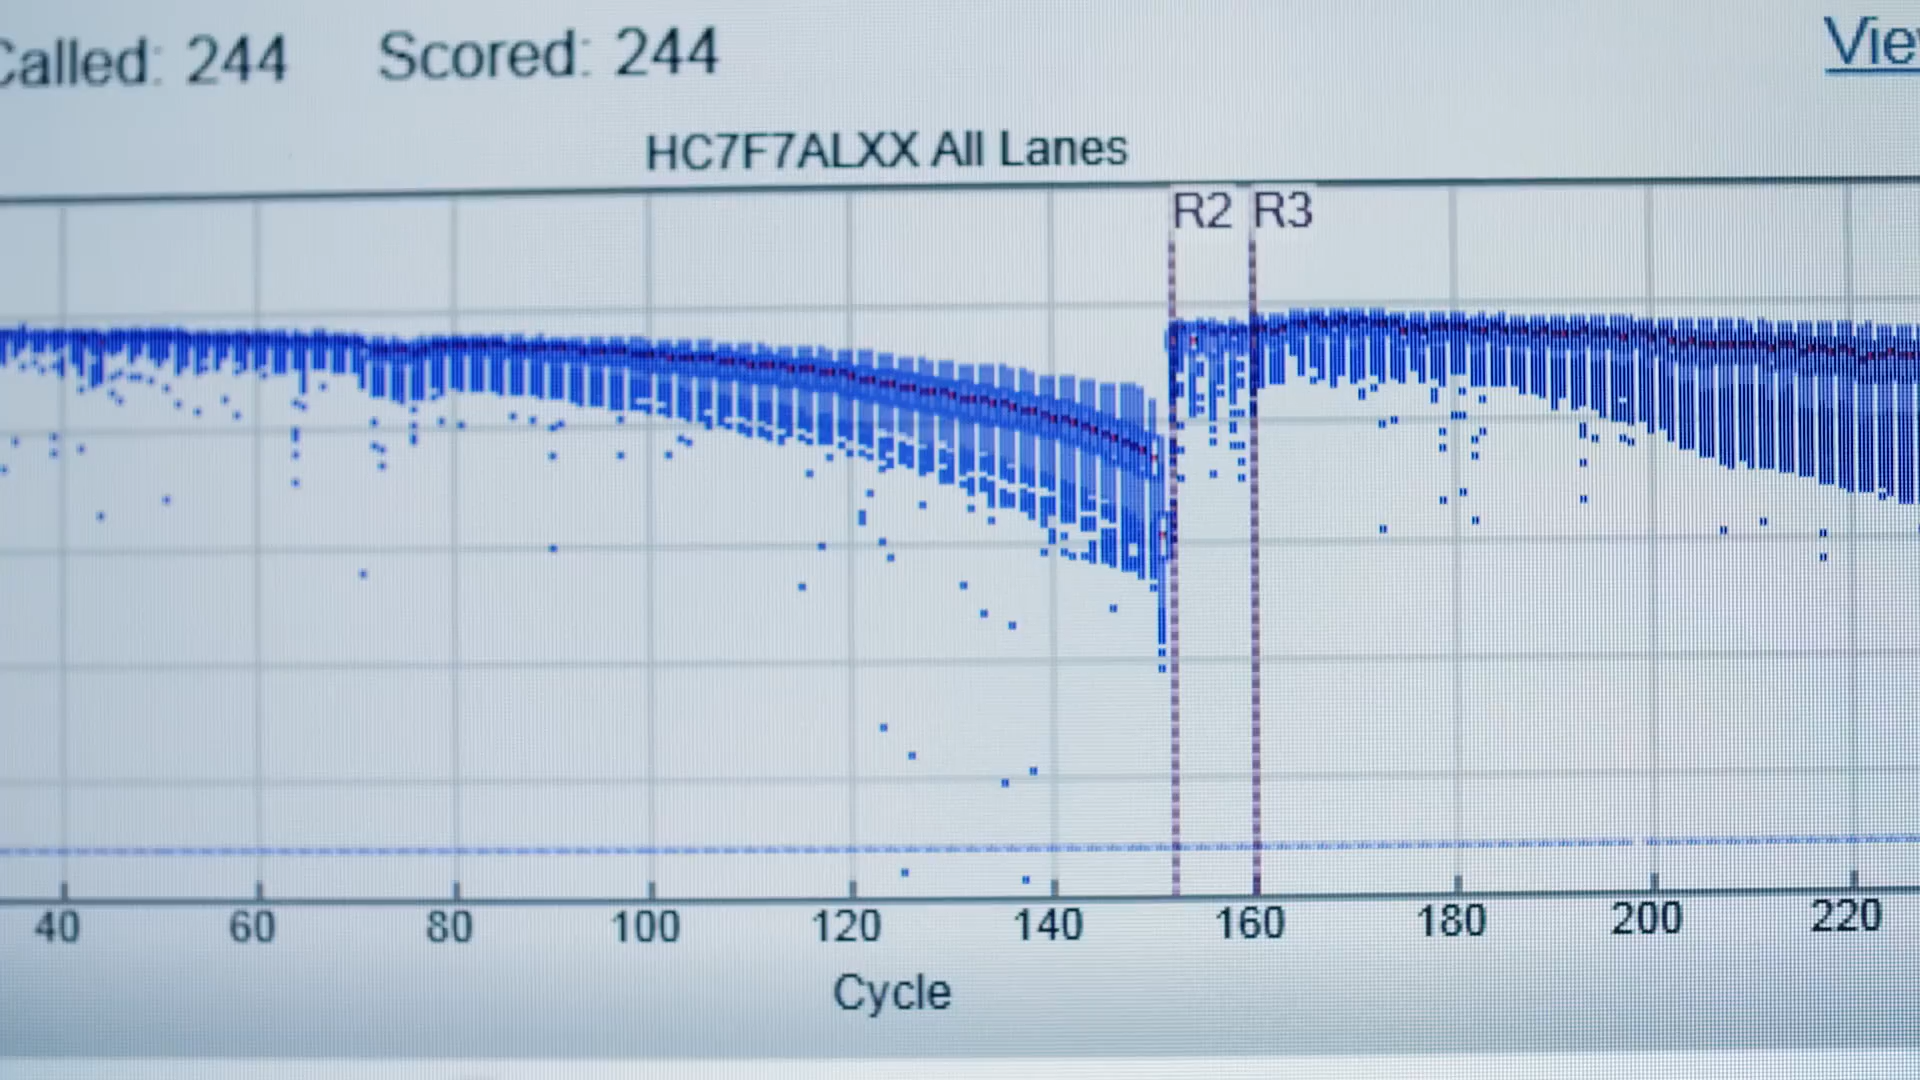 Called: 244 Scored: 244 Vie
HC7F7ALXX All Lanes
R2 R3
40 60 80 100 120 140 160 180 200 220
Cycle